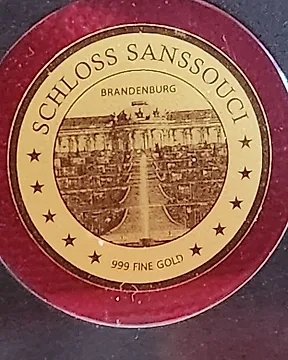 SCHLOSS SANSSOUCI
BRANDENBURG
999 FINE GOLD